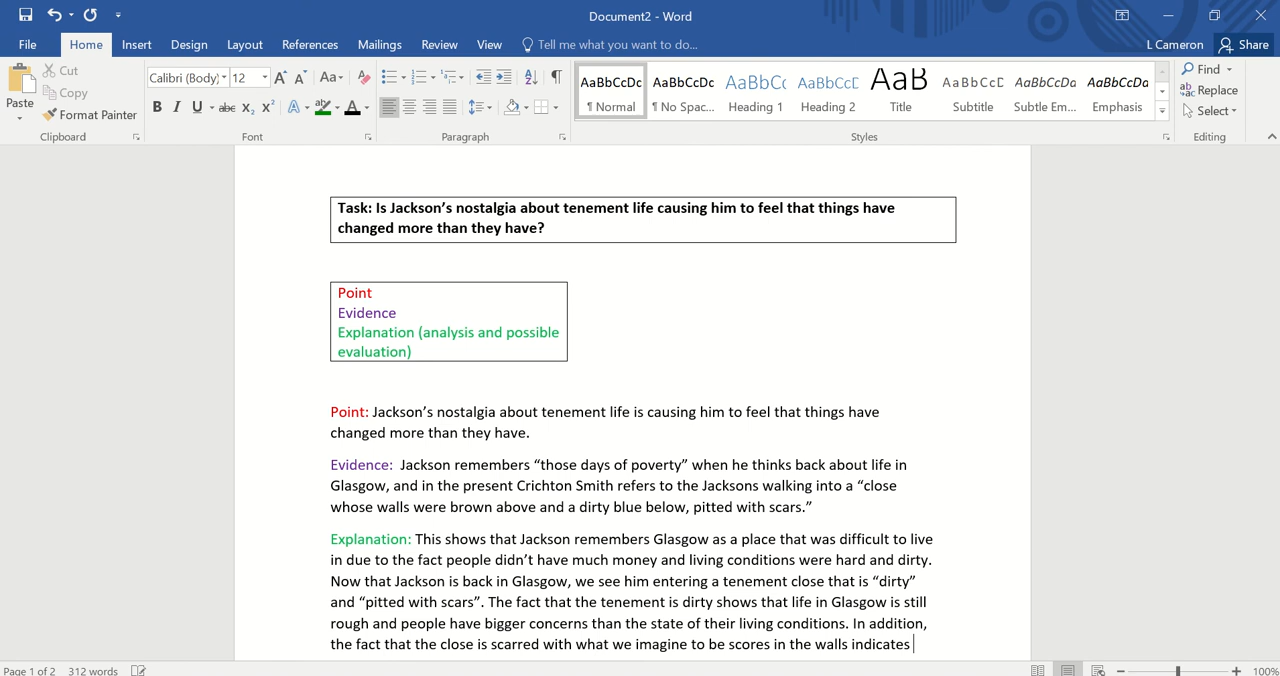 Document2 - Word
File Home Insert Design Layout References Mailings Review View Tell me what you want to do... L Cameron Share
Paste
Cut
Copy
Format Painter
Clipboard
Calibri (Body) 12
Font
Paragraph
AaBbCcDc AaBbCcDc AaBbC( AaBbCcD AaB AaBbCcD AaBbCcDa AaBbCcDa
¶ Normal ¶ No Spac... Heading 1 Heading 2 Title Subtitle Subtle Em... Emphasis
Styles
Find
Replace
Select
Editing
Task: Is Jackson's nostalgia about tenement life causing him to feel that things have
changed more than they have?
Point
Evidence
Explanation (analysis and possible
evaluation)
Point: Jackson's nostalgia about tenement life is causing him to feel that things have
changed more than they have.
Evidence: Jackson remembers “those days of poverty” when he thinks back about life in
Glasgow, and in the present Crichton Smith refers to the Jacksons walking into a “close
whose walls were brown above and a dirty blue below, pitted with scars.”
Explanation: This shows that Jackson remembers Glasgow as a place that was difficult to live
in due to the fact people didn't have much money and living conditions were hard and dirty.
Now that Jackson is back in Glasgow, we see him entering a tenement close that is “dirty”
and “pitted with scars”. The fact that the tenement is dirty shows that life in Glasgow is still
rough and people have bigger concerns than the state of their living conditions. In addition,
the fact that the close is scarred with what we imagine to be scores in the walls indicates
Page 1 of 2 312 words 100%